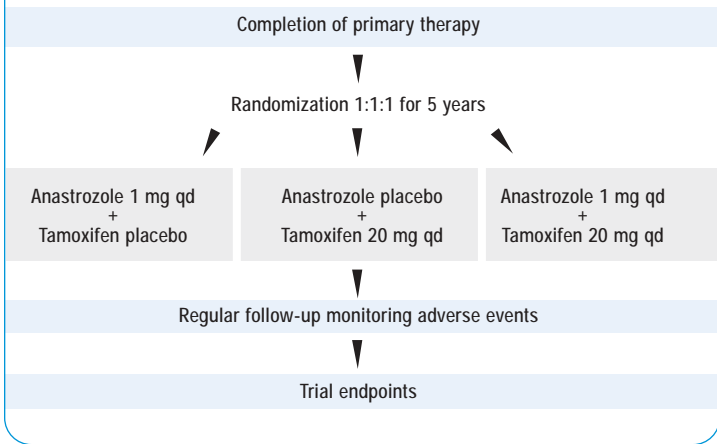 Completion of primary therapy
Randomization 1:1:1 for 5 years
Anastrozole 1 mg qd
+
Tamoxifen placebo
Anastrozole placebo
+
Tamoxifen 20 mg qd
Anastrozole 1 mg qd
+
Tamoxifen 20 mg qd
Regular follow-up monitoring adverse events
Trial endpoints